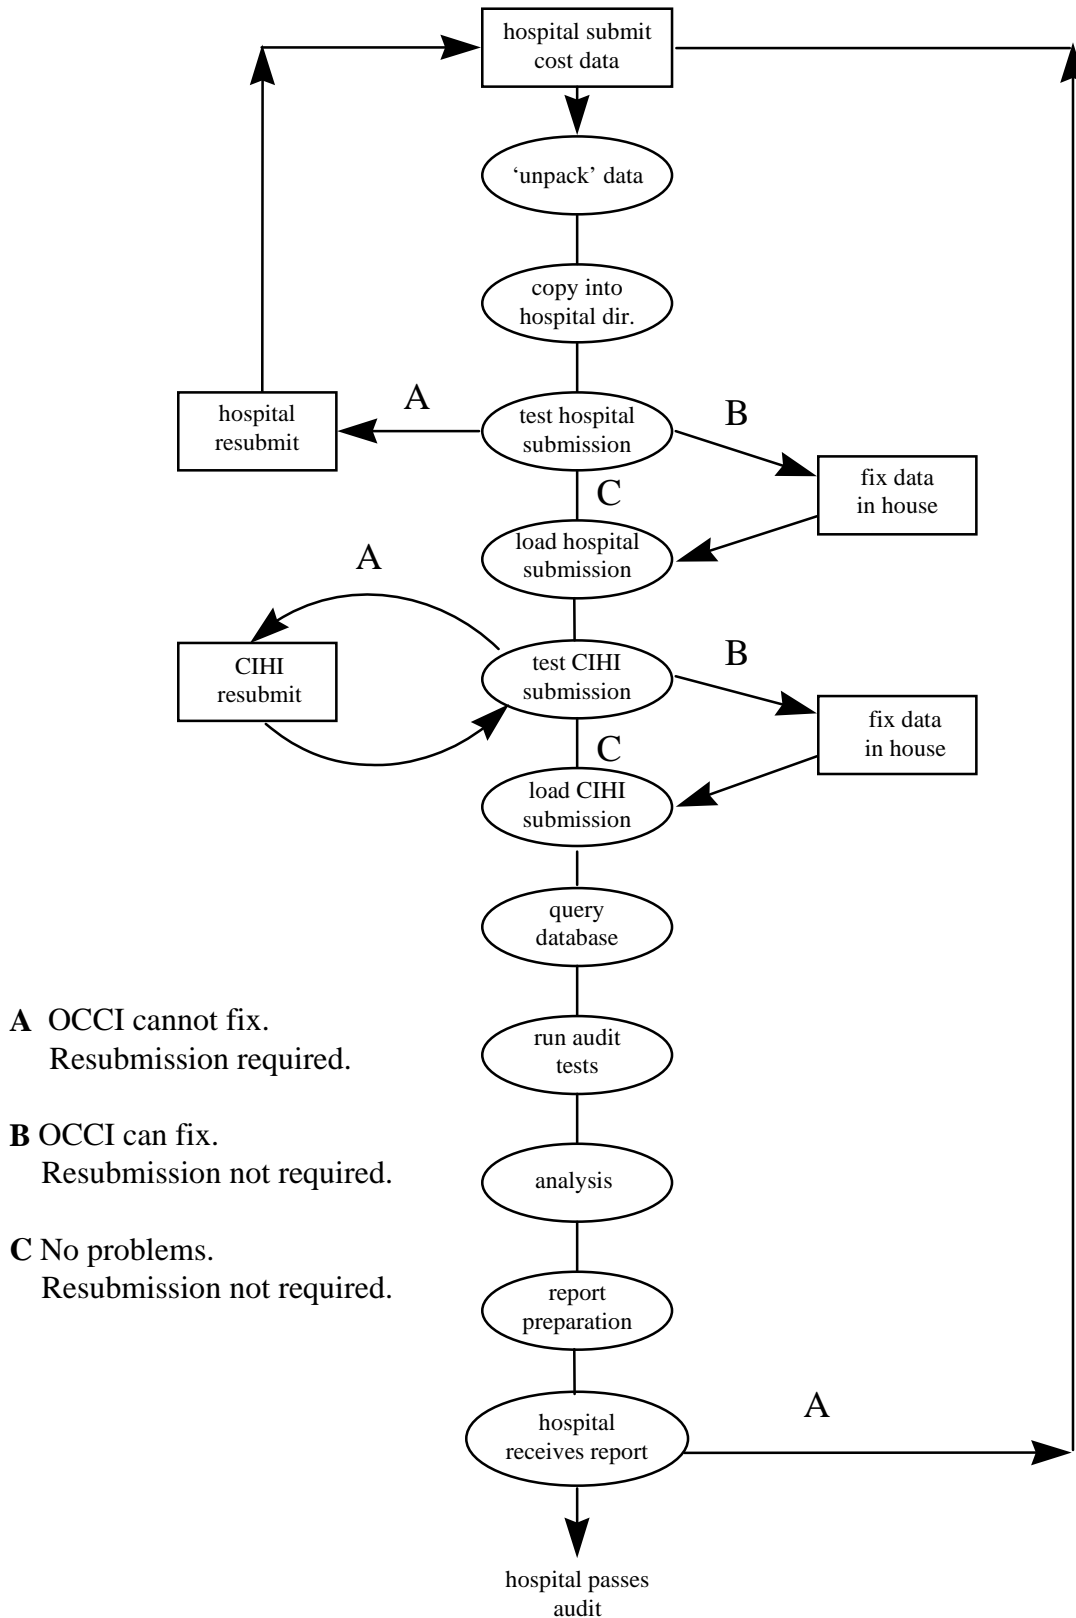 hospital submit
cost data
‘unpack’ data
copy into
hospital dir.
A
test hospital
submission
B
hospital
resubmit
fix data
in house
C
load hospital
submission
A
test CIHI
submission
B
CIHI
resubmit
fix data
in house
C
load CIHI
submission
query
database
run audit
tests
A OCCI cannot fix.
Resubmission required.
B OCCI can fix.
Resubmission not required.
analysis
C No problems.
Resubmission not required.
report
preparation
hospital
receives report
A
hospital passes
audit